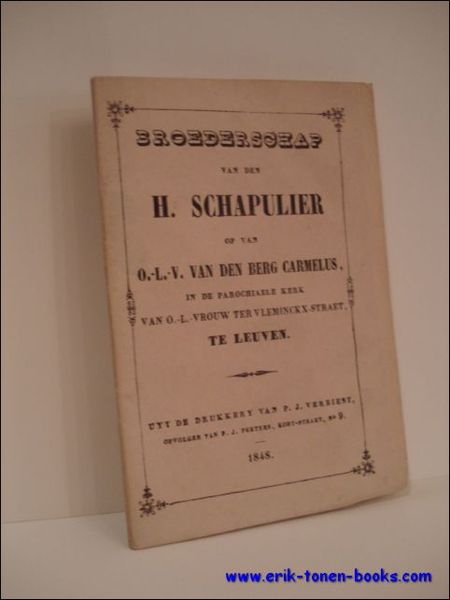 BROEDERSCHAP
VAN DEN
H. SCHAPULIER
OF VAN
O.-L.-V. VAN DEN BERG CARMELUS,
IN DE PAROCHIAELE KERK
VAN O.-L.-VROUW TER VLEMINCKX-STRAET,
TE LEUVEN.
UYT DE DRUKKERY VAN P. J. VERBIEST,
OPVOLGER VAN P. J. PEETERS, KORT-STRAET, No 9.
1848.
www.erik-tonen-books.com